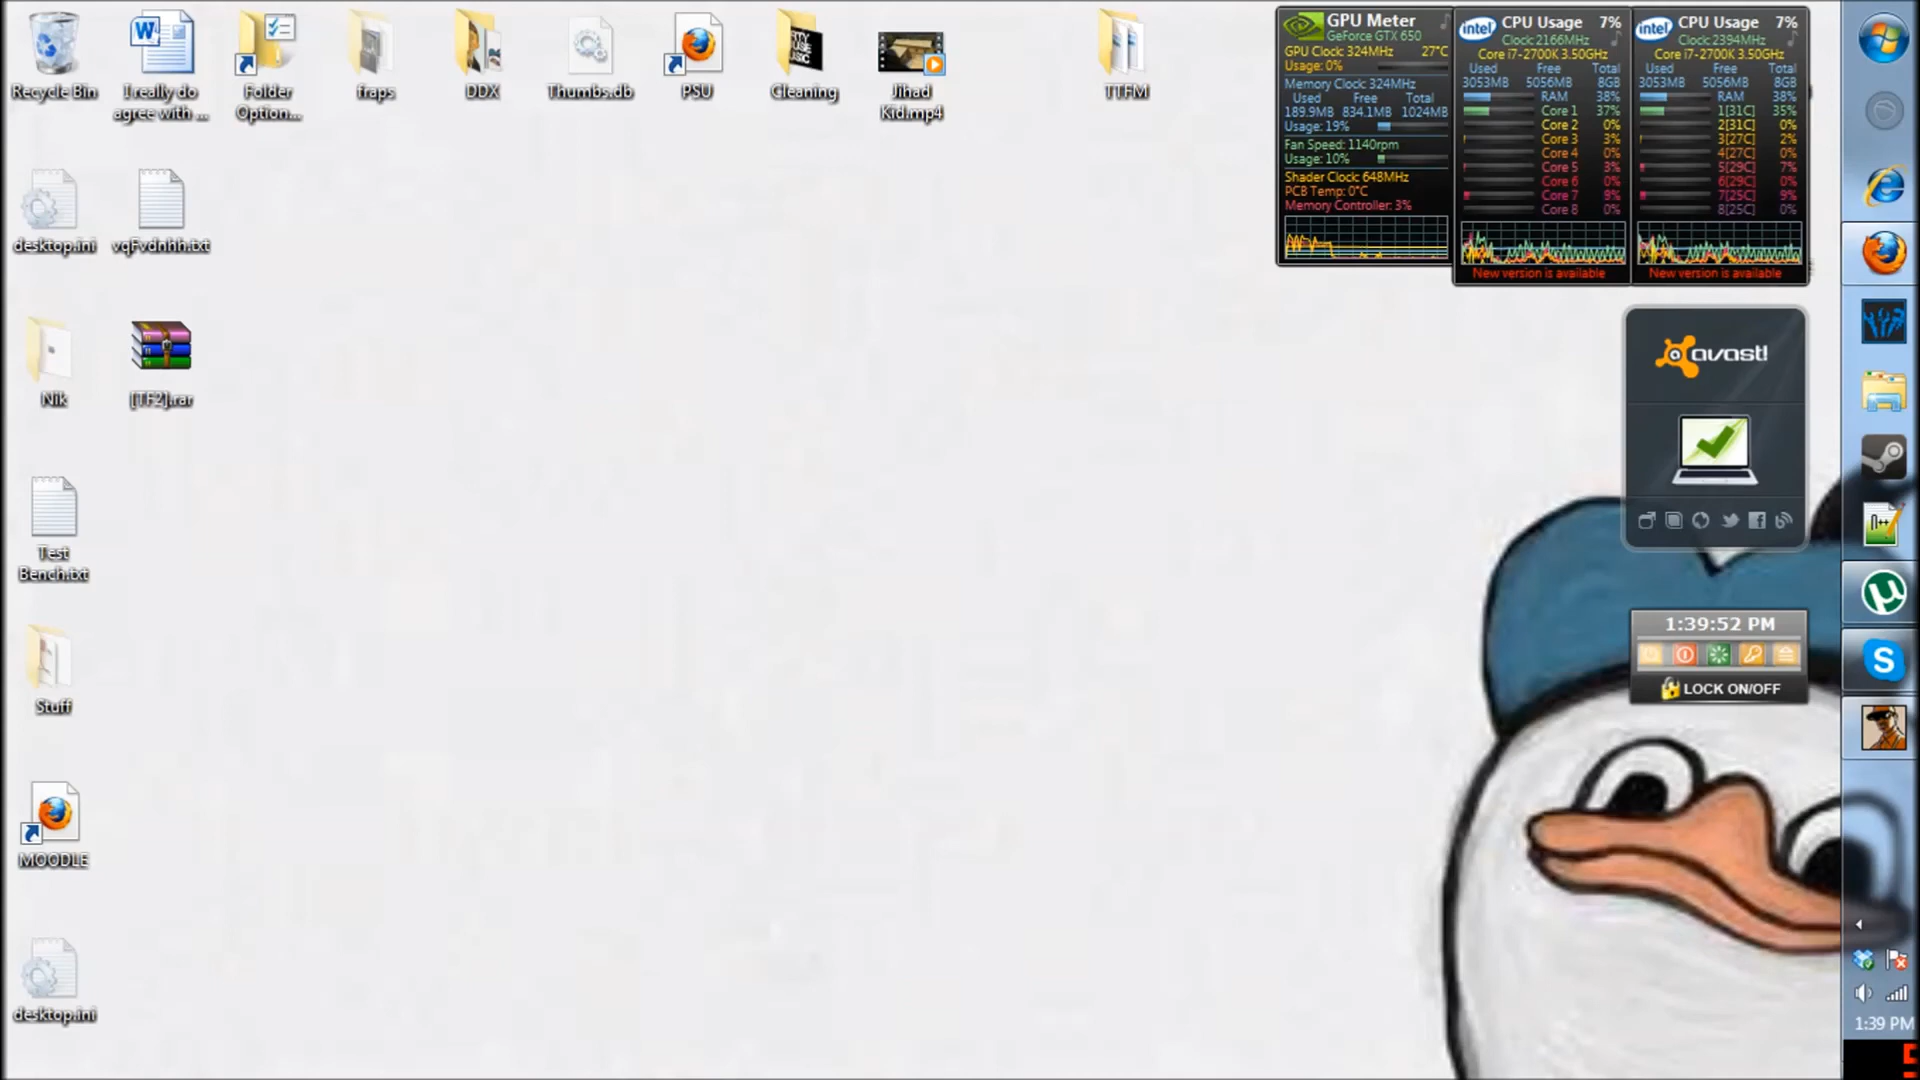 Recycle Bin
I really do
agree with ...
Folder
Option...
fraps
DDX
Thumbs.db
PSU
Cleaning
Jihad
Kid.mp4
TTFM
desktop.ini
vqFvdnhh.txt
Nik
[TF2].rar
Test
Bench.txt
Stuff
MOODLE
desktop.ini
GPU Meter
GeForce GTX 650
GPU Clock: 324MHz 27°C
Usage: 0%
Memory Clock: 324MHz
Used Free Total
189.9MB 834.1MB 1024MB
Usage: 19%
Fan Speed: 1140rpm
Usage: 10%
Shader Clock: 648MHz
PCB Temp: 0°C
Memory Controller: 3%
intel CPU Usage 7%
Clock: 2166MHz
Core i7-2700K 3.50GHz
Used Free Total
3053MB 5056MB 8GB
RAM 38%
Core 1 37%
Core 2 0%
Core 3 3%
Core 4 0%
Core 5 3%
Core 6 0%
Core 7 9%
Core 8 0%
New version is available
intel CPU Usage 7%
Clock: 2394MHz
Core i7-2700K 3.50GHz
Used Free Total
3053MB 5056MB 8GB
RAM 38%
1[31C] 35%
2[31C] 0%
3[27C] 2%
4[27C] 0%
5[29C] 7%
6[29C] 0%
7[25C] 9%
8[25C] 0%
New version is available
avast!
1:39:52 PM
LOCK ON/OFF
1:39 PM